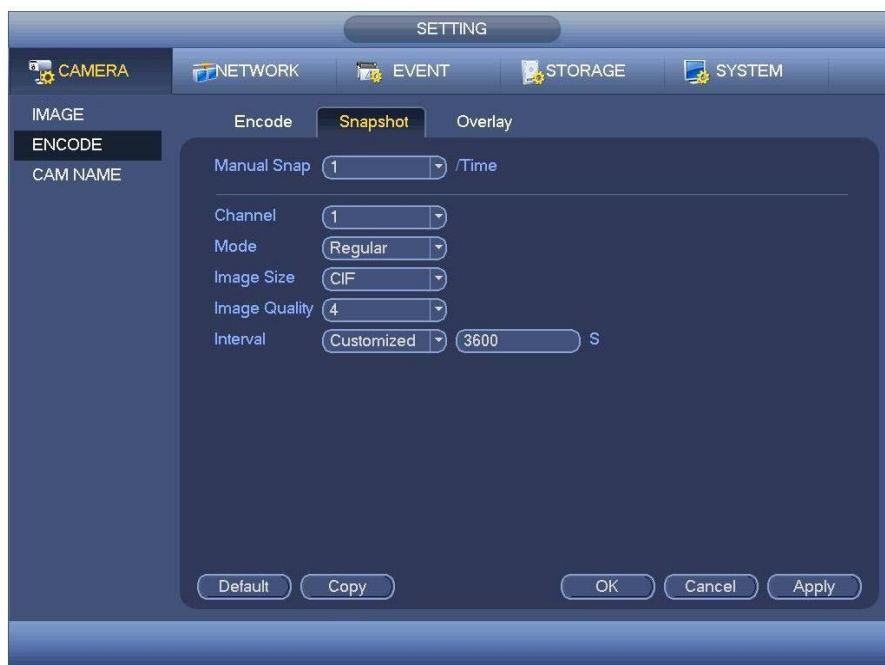 SETTING
CAMERA NETWORK EVENT STORAGE SYSTEM
IMAGE
ENCODE
CAM NAME
Encode Snapshot Overlay
Manual Snap 1 /Time
Channel 1
Mode Regular
Image Size CIF
Image Quality 4
Interval Customized 3600 S
Default Copy OK Cancel Apply